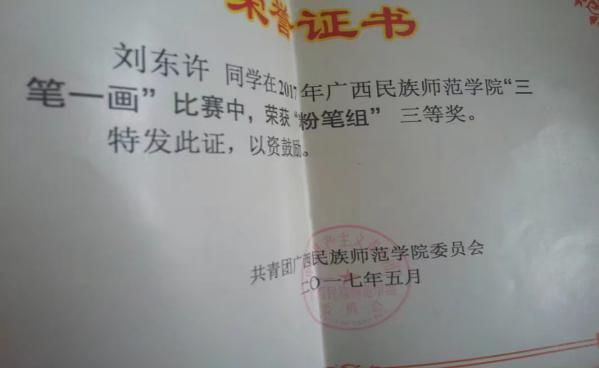 荣誉证书
刘东许 同学在2017年广西民族师范学院“三
笔一画”比赛中，荣获“粉笔组” 三等奖。
特发此证，以资鼓励。
共青团广西民族师范学院委员会
二〇一七年五月